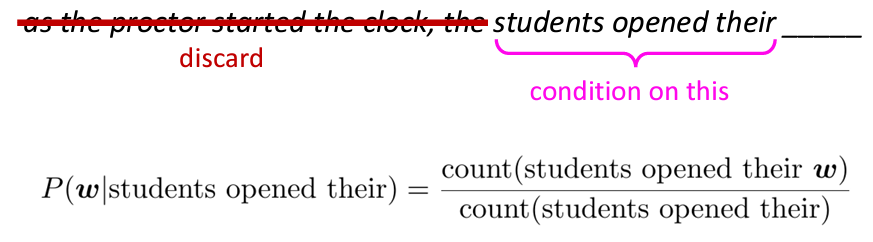 as the proctor started the clock, the students opened their _____
discard
condition on this
P(w|students opened their) = count(students opened their w) / count(students opened their)